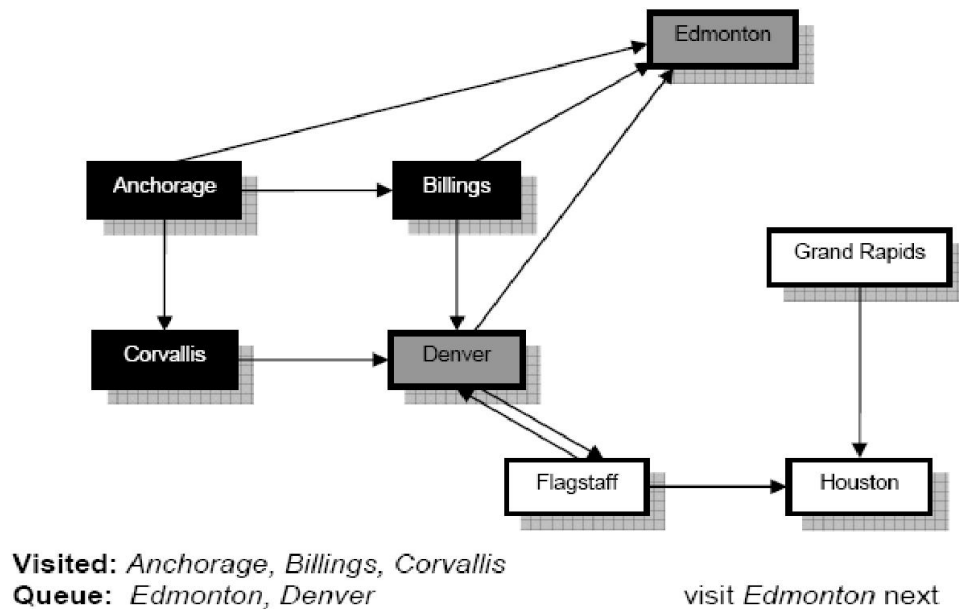 Edmonton
Anchorage
Billings
Grand Rapids
Corvallis
Denver
Flagstaff
Houston
Visited: Anchorage, Billings, Corvallis
Queue: Edmonton, Denver
visit Edmonton next